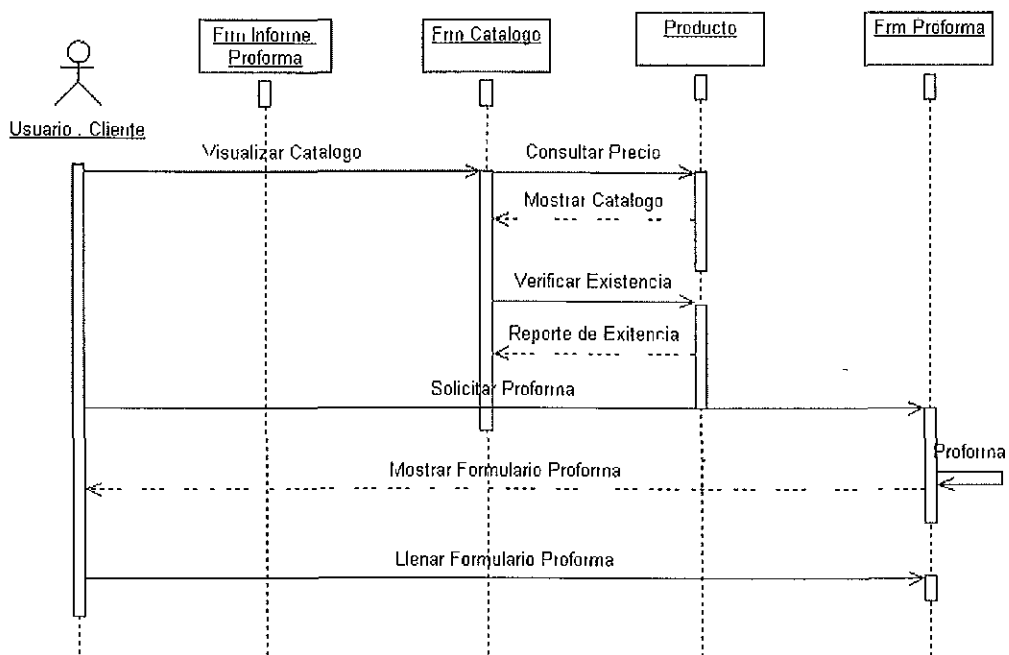 Frm Informe
Proforma
Frm Catalogo
Producto
Frm Proforma
Usuario . Cliente
Visualizar Catalogo
Consultar Precio
Mostrar Catalogo
Verificar Existencia
Reporte de Exitencia
Solicitar Proforma
Proforma
Mostrar Formulario Proforma
Llenar Formulario Proforma